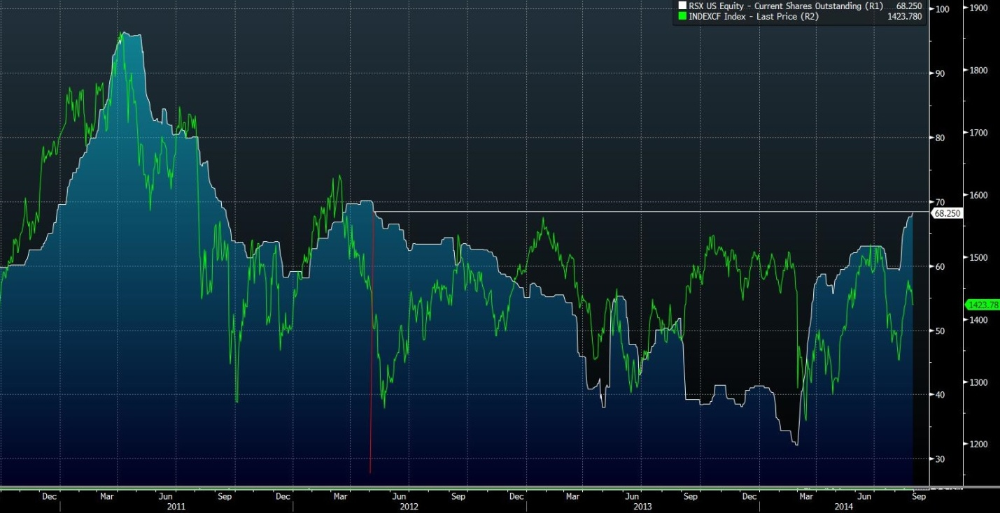 RSX US Equity - Current Shares Outstanding (R1) 68.250
INDEXCF Index - Last Price (R2) 1423.780
100 1900
90 1800
80 1700
70 1600
68.250
60 1500
1423.78
50 1400
40 1300
30 1200
Dec Mar Jun Sep Dec Mar Jun Sep Dec Mar Jun Sep Dec Mar Jun Sep
2011 2012 2013 2014